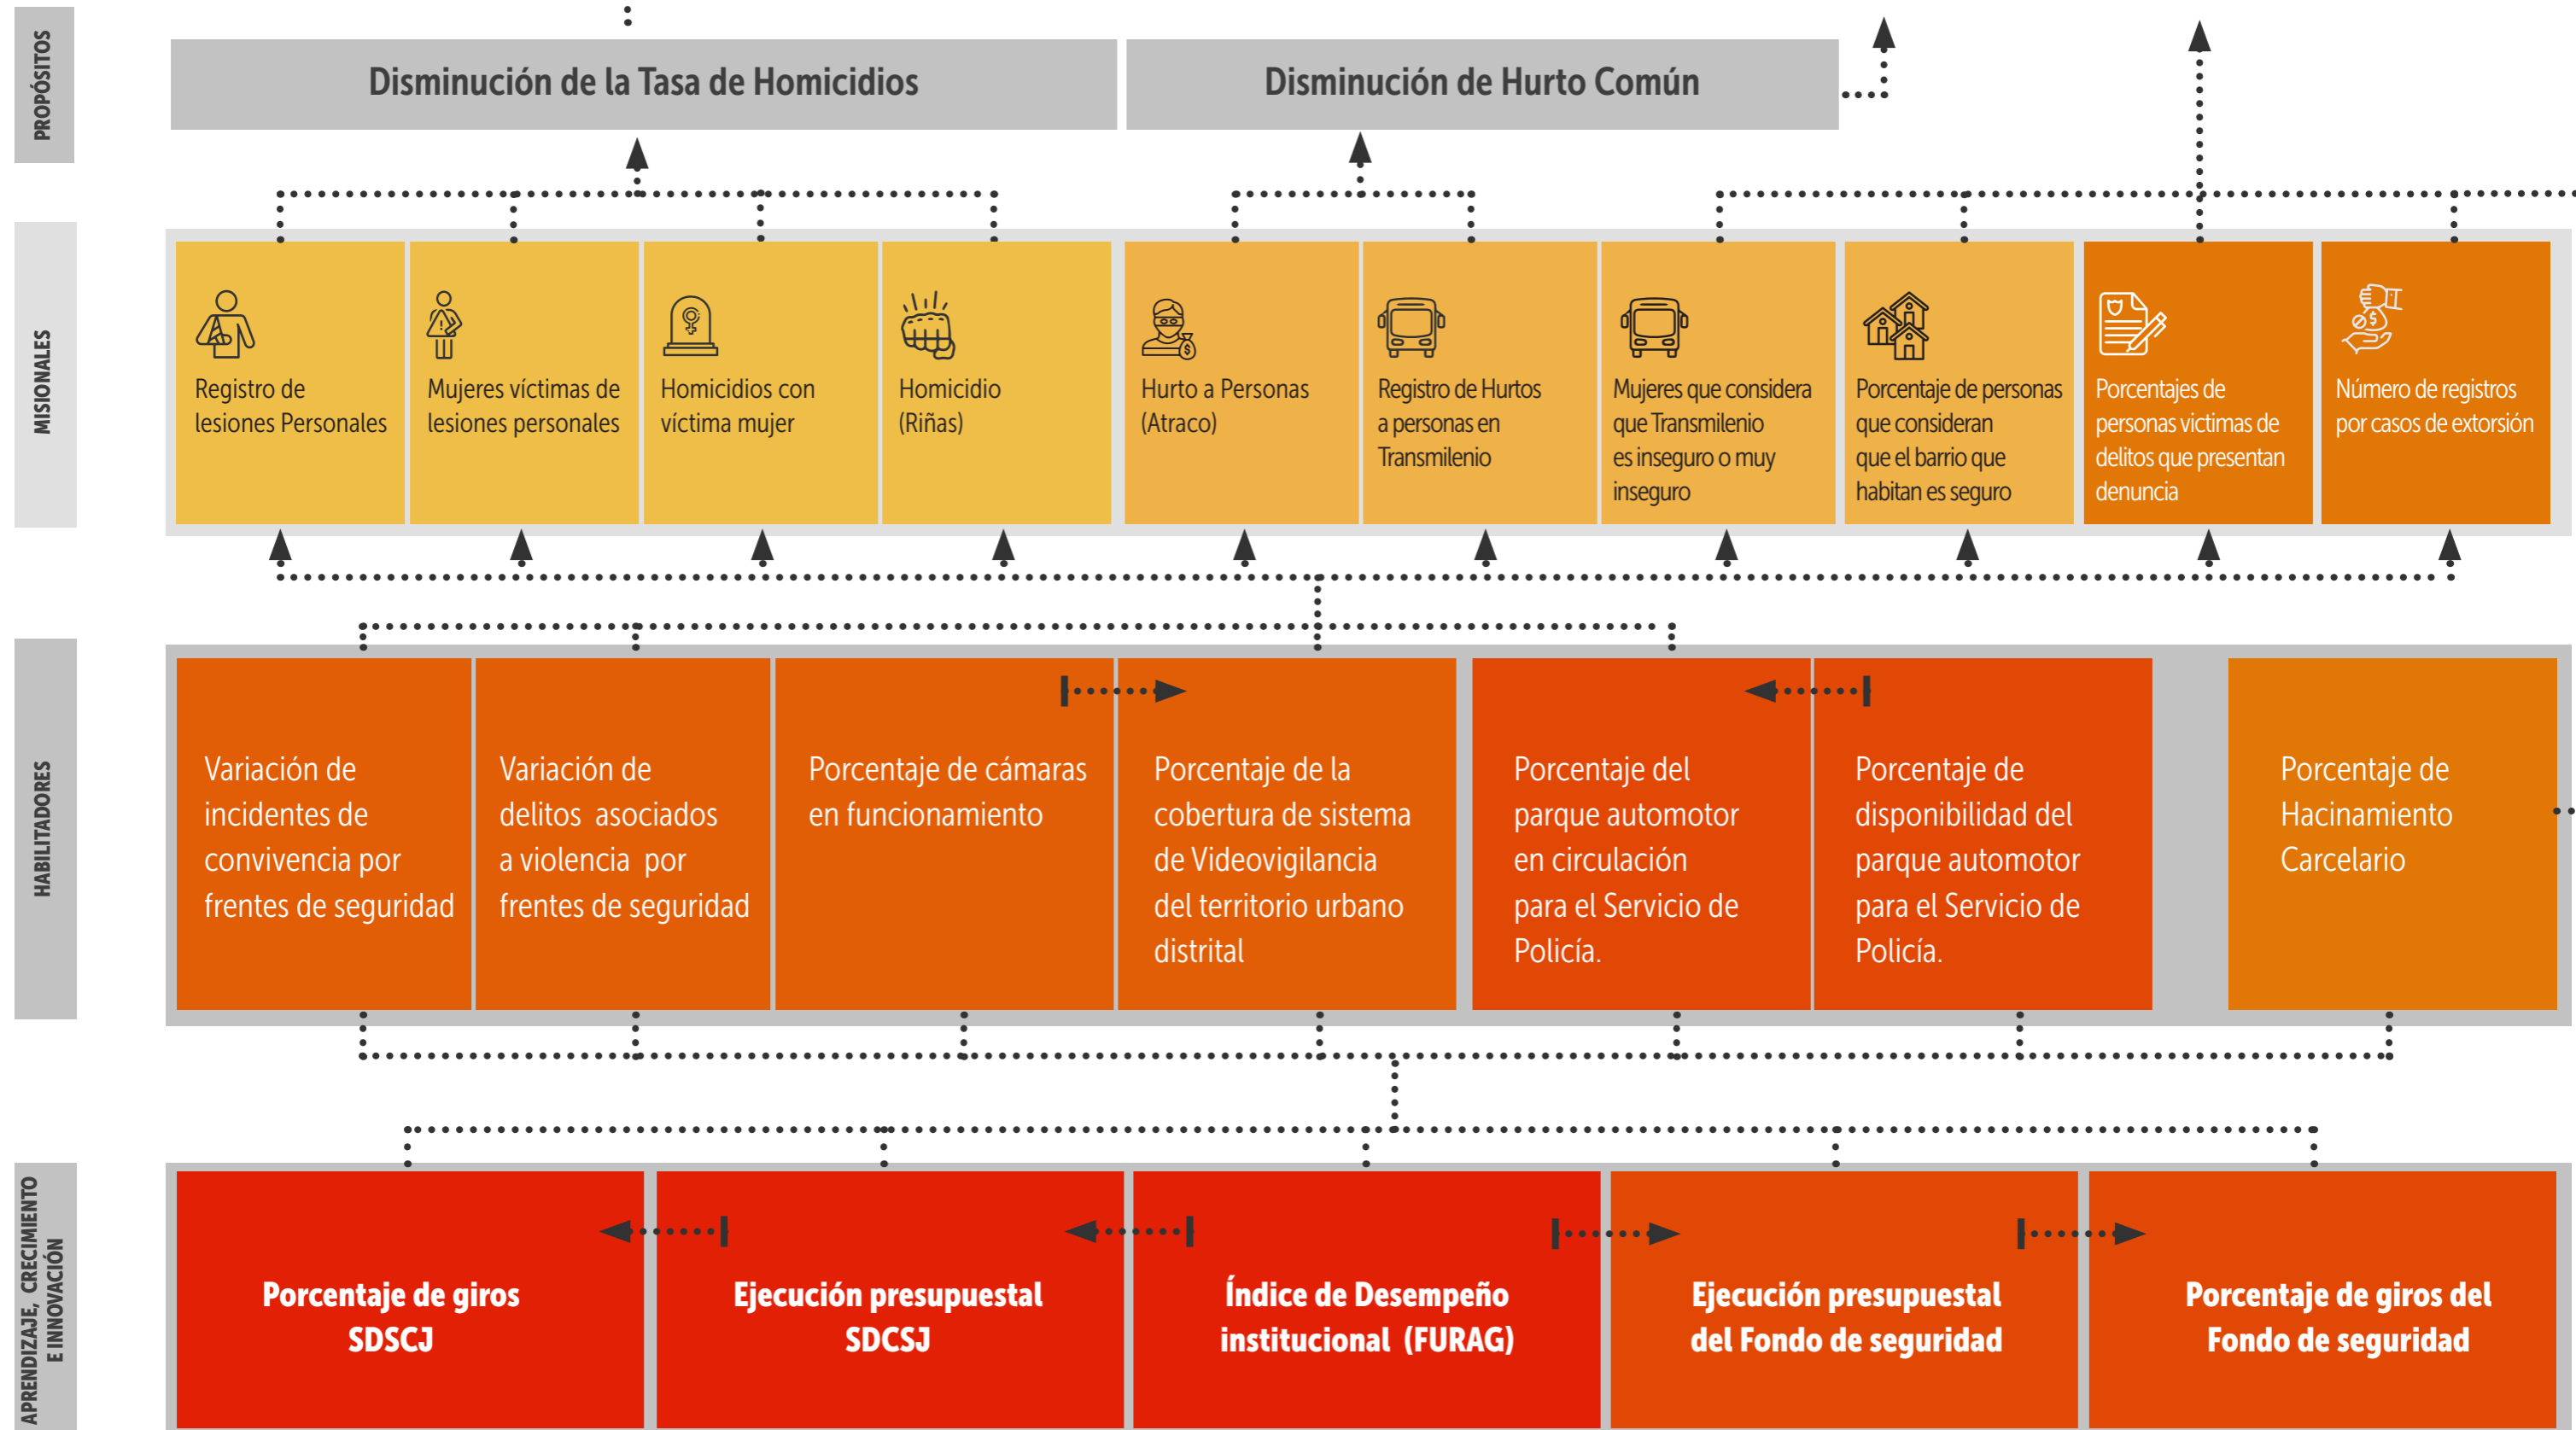 PROPÓSITOS
Disminución de la Tasa de Homicidios
Disminución de Hurto Común
MISIONALES
Registro de
lesiones Personales
Mujeres víctimas de
lesiones personales
Homicidios con
víctima mujer
Homicidio
(Riñas)
Hurto a Personas
(Atraco)
Registro de Hurtos
a personas en
Transmilenio
Mujeres que considera
que Transmilenio
es inseguro o muy
inseguro
Porcentaje de personas
que consideran
que el barrio que
habitan es seguro
Porcentajes de
personas victimas de
delitos que presentan
denuncia
Número de registros
por casos de extorsión
HABILITADORES
Variación de
incidentes de
convivencia por
frentes de seguridad
Variación de
delitos asociados
a violencia por
frentes de seguridad
Porcentaje de cámaras
en funcionamiento
Porcentaje de la
cobertura de sistema
de Videovigilancia
del territorio urbano
distrital
Porcentaje del
parque automotor
en circulación
para el Servicio de
Policía.
Porcentaje de
disponibilidad del
parque automotor
para el Servicio de
Policía.
Porcentaje de
Hacinamiento
Carcelario
APRENDIZAJE, CRECIMIENTO
E INNOVACIÓN
Porcentaje de giros
SDSCJ
Ejecución presupuestal
SDCSJ
Índice de Desempeño
institucional (FURAG)
Ejecución presupuestal
del Fondo de seguridad
Porcentaje de giros del
Fondo de seguridad